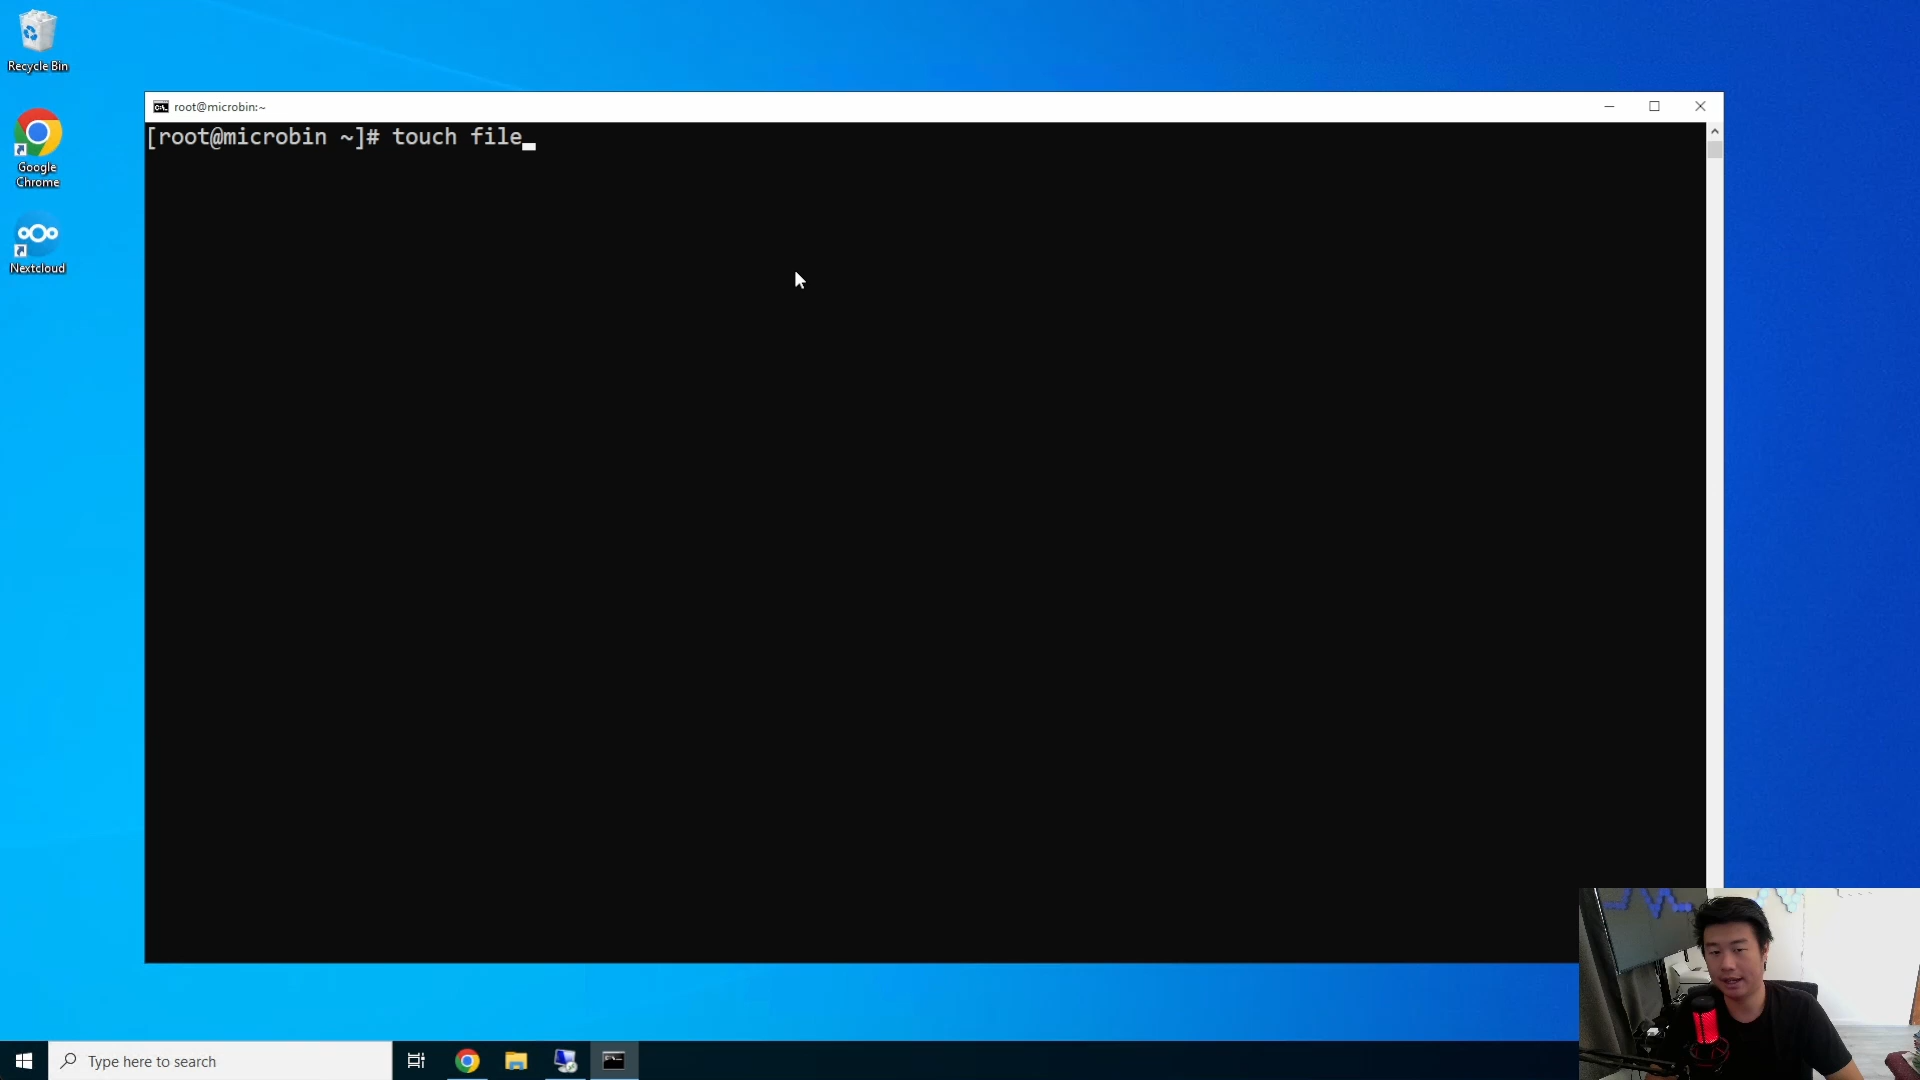 Recycle Bin
Google
Chrome
Nextcloud
root@microbin:~
[root@microbin ~]# touch file
Type here to search